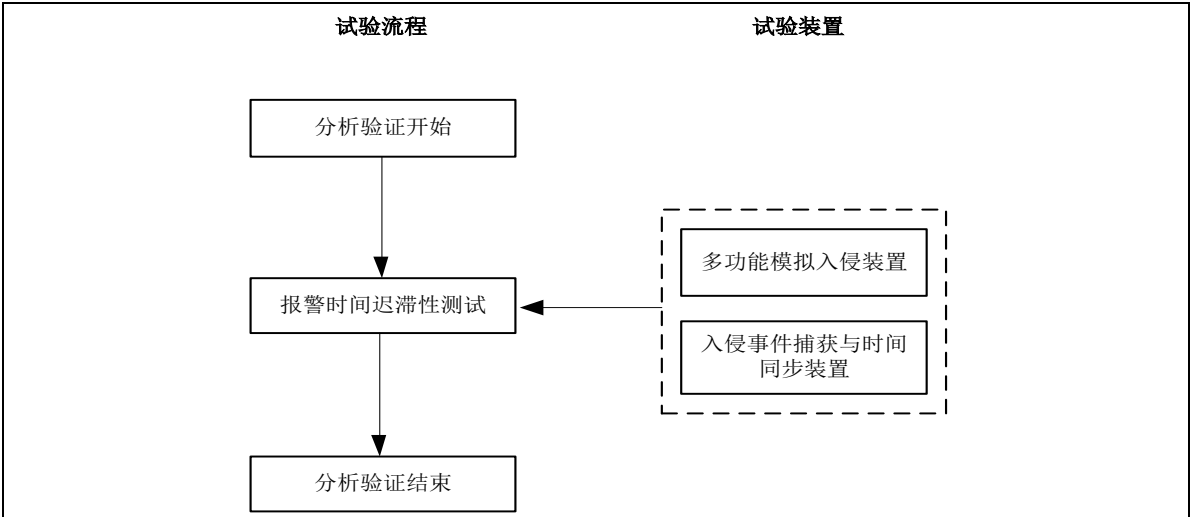 试验流程
试验装置
分析验证开始
多功能模拟入侵装置
报警时间迟滞性测试
入侵事件捕获与时间
同步装置
分析验证结束